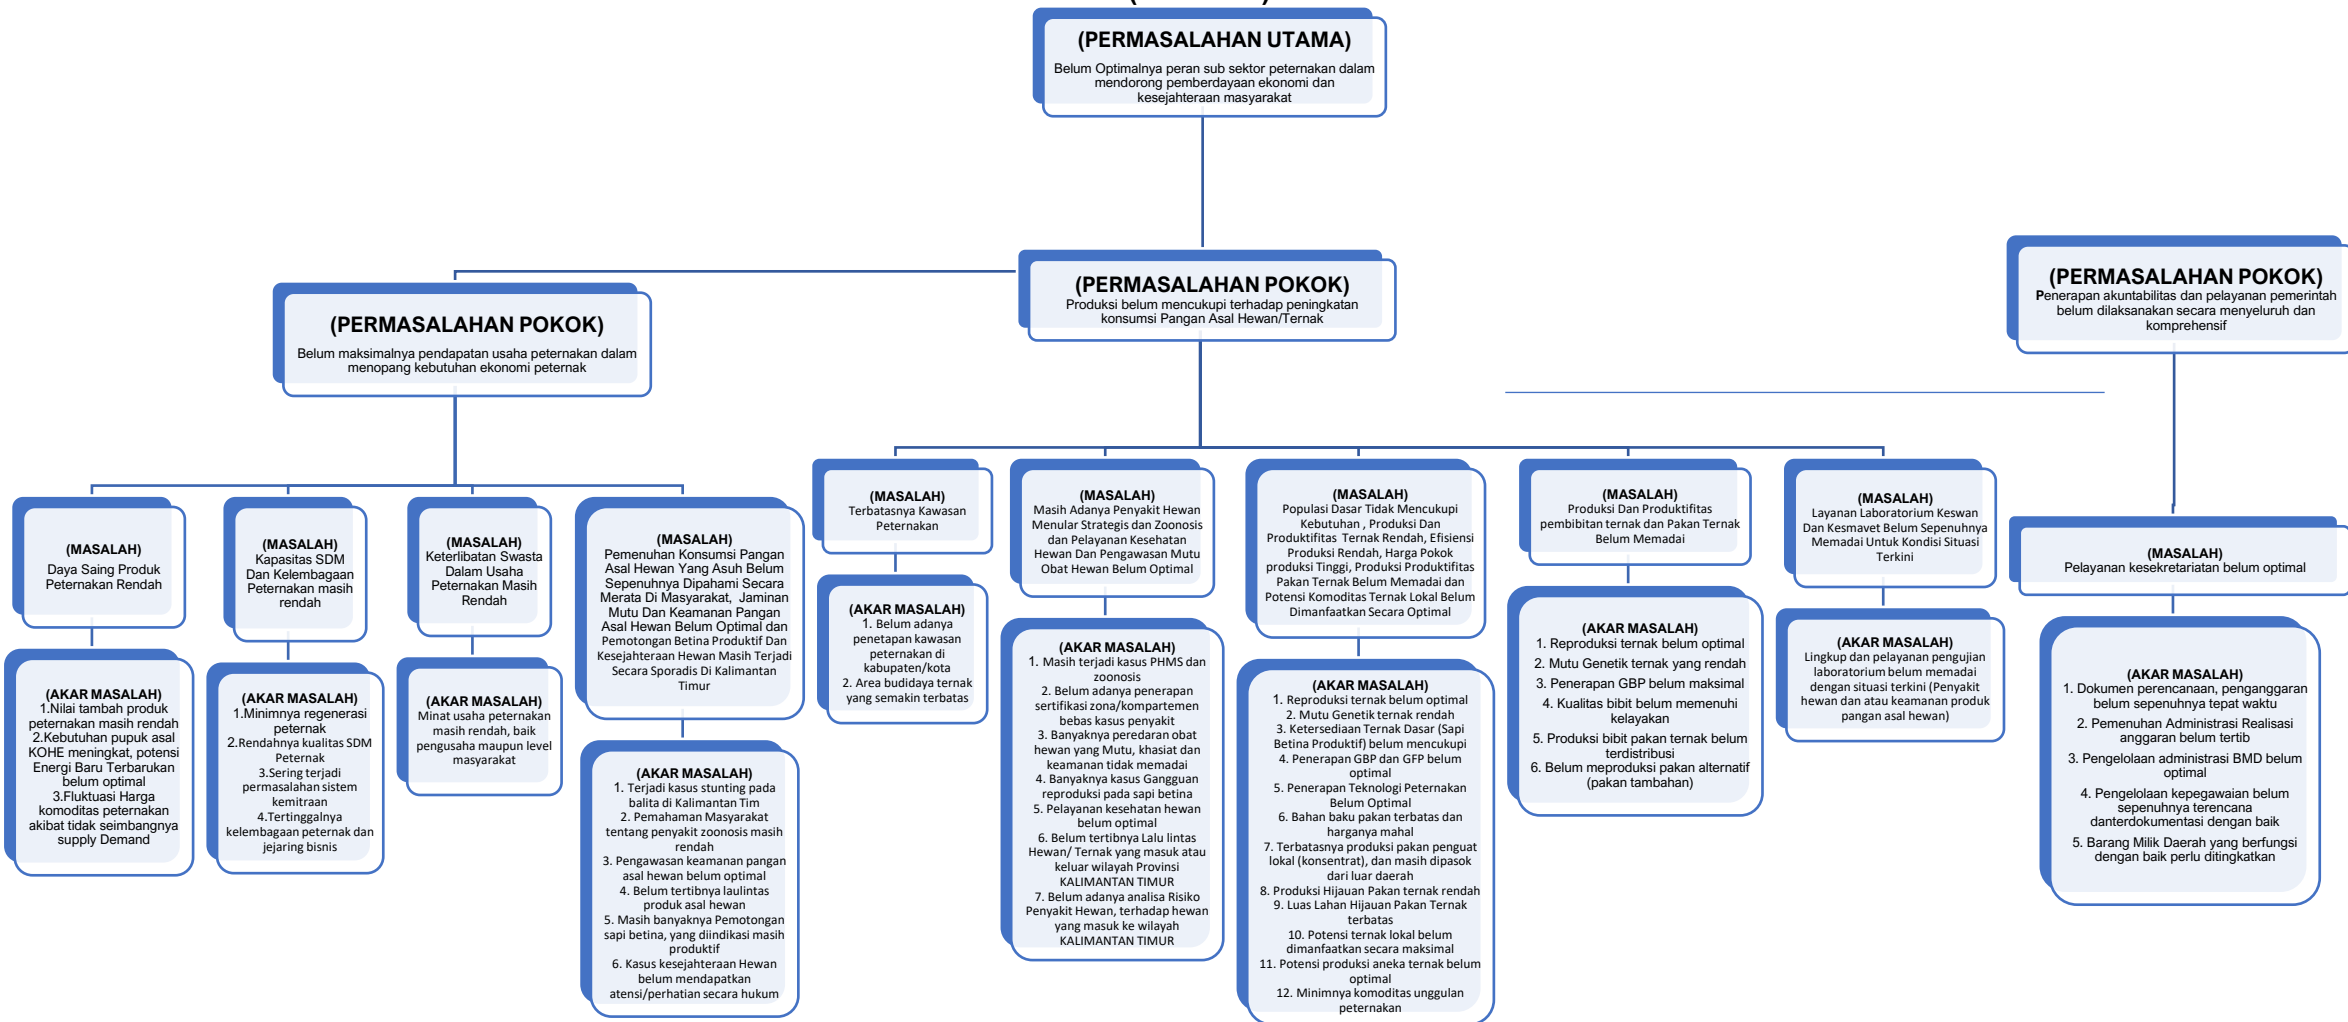 (PERMASALAHAN UTAMA)
Belum Optimalnya peran sub sektor peternakan dalam
mendorong pemberdayaan ekonomi dan
kesejahteraan masyarakat
(PERMASALAHAN POKOK)
Belum maksimalnya pendapatan usaha peternakan dalam
menopang kebutuhan ekonomi peternak
(PERMASALAHAN POKOK)
Produksi belum mencukupi terhadap peningkatan
konsumsi Pangan Asal Hewan/Ternak
(PERMASALAHAN POKOK)
Penerapan akuntabilitas dan pelayanan pemerintah
belum dilaksanakan secara menyeluruh dan
komprehensif
(MASALAH)
Daya Saing Produk
Peternakan Rendah
(AKAR MASALAH)
1.Nilai tambah produk
peternakan masih rendah
2.Kebutuhan pupuk asal
KOHE meningkat, potensi
Energi Baru Terbarukan
belum optimal
3.Fluktuasi Harga
komoditas peternakan
akibat tidak seimbangnya
supply Demand
(MASALAH)
Kapasitas SDM
Dan Kelembagaan
Peternakan masih
rendah
(AKAR MASALAH)
1.Minimnya regenerasi
peternak
2.Rendahnya kualitas SDM
Peternak
3.Sering terjadi
permasalahan sistem
kemitraan
4.Tertinggalnya
kelembagaan peternak dan
jejaring bisnis
(MASALAH)
Keterlibatan Swasta
Dalam Usaha
Peternakan Masih
Rendah
(AKAR MASALAH)
Minat usaha peternakan
masih rendah, baik
pengusaha maupun level
masyarakat
(MASALAH)
Pemenuhan Konsumsi Pangan
Asal Hewan Yang Asuh Belum
Sepenuhnya Dipahami Secara
Merata Di Masyarakat, Jaminan
Mutu Dan Keamanan Pangan
Asal Hewan Belum Optimal dan
Pemotongan Betina Produktif Dan
Kesejahteraan Hewan Masih Terjadi
Secara Sporadis Di Kalimantan
Timur
(AKAR MASALAH)
1. Terjadi kasus stunting pada
balita di Kalimantan Tim
2. Pemahaman Masyarakat
tentang penyakit zoonosis masih
rendah
3. Pengawasan keamanan pangan
asal hewan belum optimal
4. Belum tertibnya laulintas
produk asal hewan
5. Masih banyaknya Pemotongan
sapi betina, yang diindikasi masih
produktif
6. Kasus kesejahteraan Hewan
belum mendapatkan
atensi/perhatian secara hukum
(MASALAH)
Terbatasnya Kawasan
Peternakan
(AKAR MASALAH)
1. Belum adanya
penetapan kawasan
peternakan di
kabupaten/kota
2. Area budidaya ternak
yang semakin terbatas
(MASALAH)
Masih Adanya Penyakit Hewan
Menular Strategis dan Zoonosis
dan Pelayanan Kesehatan
Hewan Dan Pengawasan Mutu
Obat Hewan Belum Optimal
(AKAR MASALAH)
1. Masih terjadi kasus PHMS dan
zoonosis
2. Belum adanya penerapan
sertifikasi zona/kompartemen
bebas kasus penyakit
3. Banyaknya peredaran obat
hewan yang Mutu, khasiat dan
keamanan tidak memadai
4. Banyaknya kasus Gangguan
reproduksi pada sapi betina
5. Pelayanan kesehatan hewan
belum optimal
6. Belum tertibnya Lalu lintas
Hewan/ Ternak yang masuk atau
keluar wilayah Provinsi
KALIMANTAN TIMUR
7. Belum adanya analisa Risiko
Penyakit Hewan, terhadap hewan
yang masuk ke wilayah
KALIMANTAN TIMUR
(MASALAH)
Populasi Dasar Tidak Mencukupi
Kebutuhan , Produksi Dan
Produktifitas Ternak Rendah, Efisiensi
Produksi Rendah, Harga Pokok
produksi Tinggi, Produksi Produktifitas
Pakan Ternak Belum Memadai dan
Potensi Komoditas Ternak Lokal Belum
Dimanfaatkan Secara Optimal
(AKAR MASALAH)
1. Reproduksi ternak belum optimal
2. Mutu Genetik ternak rendah
3. Ketersediaan Ternak Dasar (Sapi
Betina Produktif) belum mencukupi
4. Penerapan GBP dan GFP belum
optimal
5. Penerapan Teknologi Peternakan
Belum Optimal
6. Bahan baku pakan terbatas dan
harganya mahal
7. Terbatasnya produksi pakan penguat
lokal (konsentrat), dan masih dipasok
dari luar daerah
8. Produksi Hijauan Pakan ternak rendah
9. Luas Lahan Hijauan Pakan Ternak
terbatas
10. Potensi ternak lokal belum
dimanfaatkan secara maksimal
11. Potensi produksi aneka ternak belum
optimal
12. Minimnya komoditas unggulan
peternakan
(MASALAH)
Produksi Dan Produktifitas
pembibitan ternak dan Pakan Ternak
Belum Memadai
(AKAR MASALAH)
1. Reproduksi ternak belum optimal
2. Mutu Genetik ternak yang rendah
3. Penerapan GBP belum maksimal
4. Kualitas bibit belum memenuhi
kelayakan
5. Produksi bibit pakan ternak belum
terdistribusi
6. Belum meproduksi pakan alternatif
(pakan tambahan)
(MASALAH)
Layanan Laboratorium Keswan
Dan Kesmavet Belum Sepenuhnya
Memadai Untuk Kondisi Situasi
Terkini
(AKAR MASALAH)
Lingkup dan pelayanan pengujian
laboratorium belum memadai
dengan situasi terkini (Penyakit
hewan dan atau keamanan produk
pangan asal hewan)
(MASALAH)
Pelayanan kesekretariatan belum optimal
(AKAR MASALAH)
1. Dokumen perencanaan, penganggaran
belum sepenuhnya tepat waktu
2. Pemenuhan Administrasi Realisasi
anggaran belum tertib
3. Pengelolaan administrasi BMD belum
optimal
4. Pengelolaan kepegawaian belum
sepenuhnya terencana
danterdokumentasi dengan baik
5. Barang Milik Daerah yang berfungsi
dengan baik perlu ditingkatkan